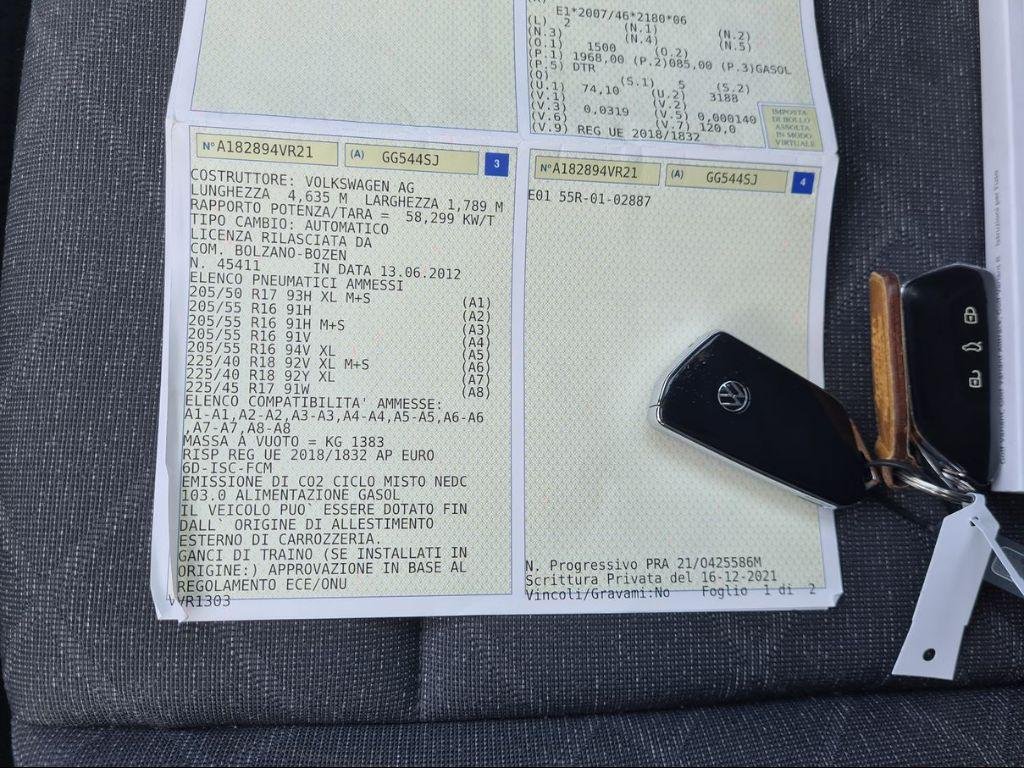 E1*2007/46*2180*06
(L) 2 (N.1) (N.2)
(N.3) (N.4) (N.5)
(O.1) 1500 (O.2)
(P.1) 1968,00 (P.2)085,00 (P.3)GASOL
(P.5) DTR
(Q) (S.1) 5 (S.2)
(U.1) 74,10 (U.2) 3188
(V.1) (V.2)
(V.3) 0,0319 (V.5) 0,000140
(V.6) (V.7) 120,0
(V.9) REG UE 2018/1832
IMPOSTA
DI BOLLO
ASSOLTA
IN MODO
VIRTUALE
N° A182894VR21 (A) GG544SJ 3
COSTRUTTORE: VOLKSWAGEN AG
LUNGHEZZA 4,635 M LARGHEZZA 1,789 M
RAPPORTO POTENZA/TARA = 58,299 KW/T
TIPO CAMBIO: AUTOMATICO
LICENZA RILASCIATA DA
COM. BOLZANO-BOZEN
N. 45411 IN DATA 13.06.2012
ELENCO PNEUMATICI AMMESSI
205/50 R17 93H XL M+S (A1)
205/55 R16 91H (A2)
205/55 R16 91H M+S (A3)
205/55 R16 91V (A4)
205/55 R16 94V XL (A5)
225/40 R18 92V XL M+S (A6)
225/40 R18 92Y XL (A7)
225/45 R17 91W (A8)
ELENCO COMPATIBILITA' AMMESSE:
A1-A1,A2-A2,A3-A3,A4-A4,A5-A5,A6-A6
,A7-A7,A8-A8
MASSA A VUOTO = KG 1383
RISP REG UE 2018/1832 AP EURO
6D-ISC-FCM
EMISSIONE DI CO2 CICLO MISTO NEDC
103.0 ALIMENTAZIONE GASOL
IL VEICOLO PUO` ESSERE DOTATO FIN
DALL` ORIGINE DI ALLESTIMENTO
ESTERNO DI CARROZZERIA.
GANCI DI TRAINO (SE INSTALLATI IN
ORIGINE:) APPROVAZIONE IN BASE AL
REGOLAMENTO ECE/ONU
VR1303
N° A182894VR21 (A) GG544SJ 4
E01 55R-01-02887
N. Progressivo PRA 21/0425586M
Scrittura Privata del 16-12-2021
Vincoli/Gravami:No Foglio 1 di 2